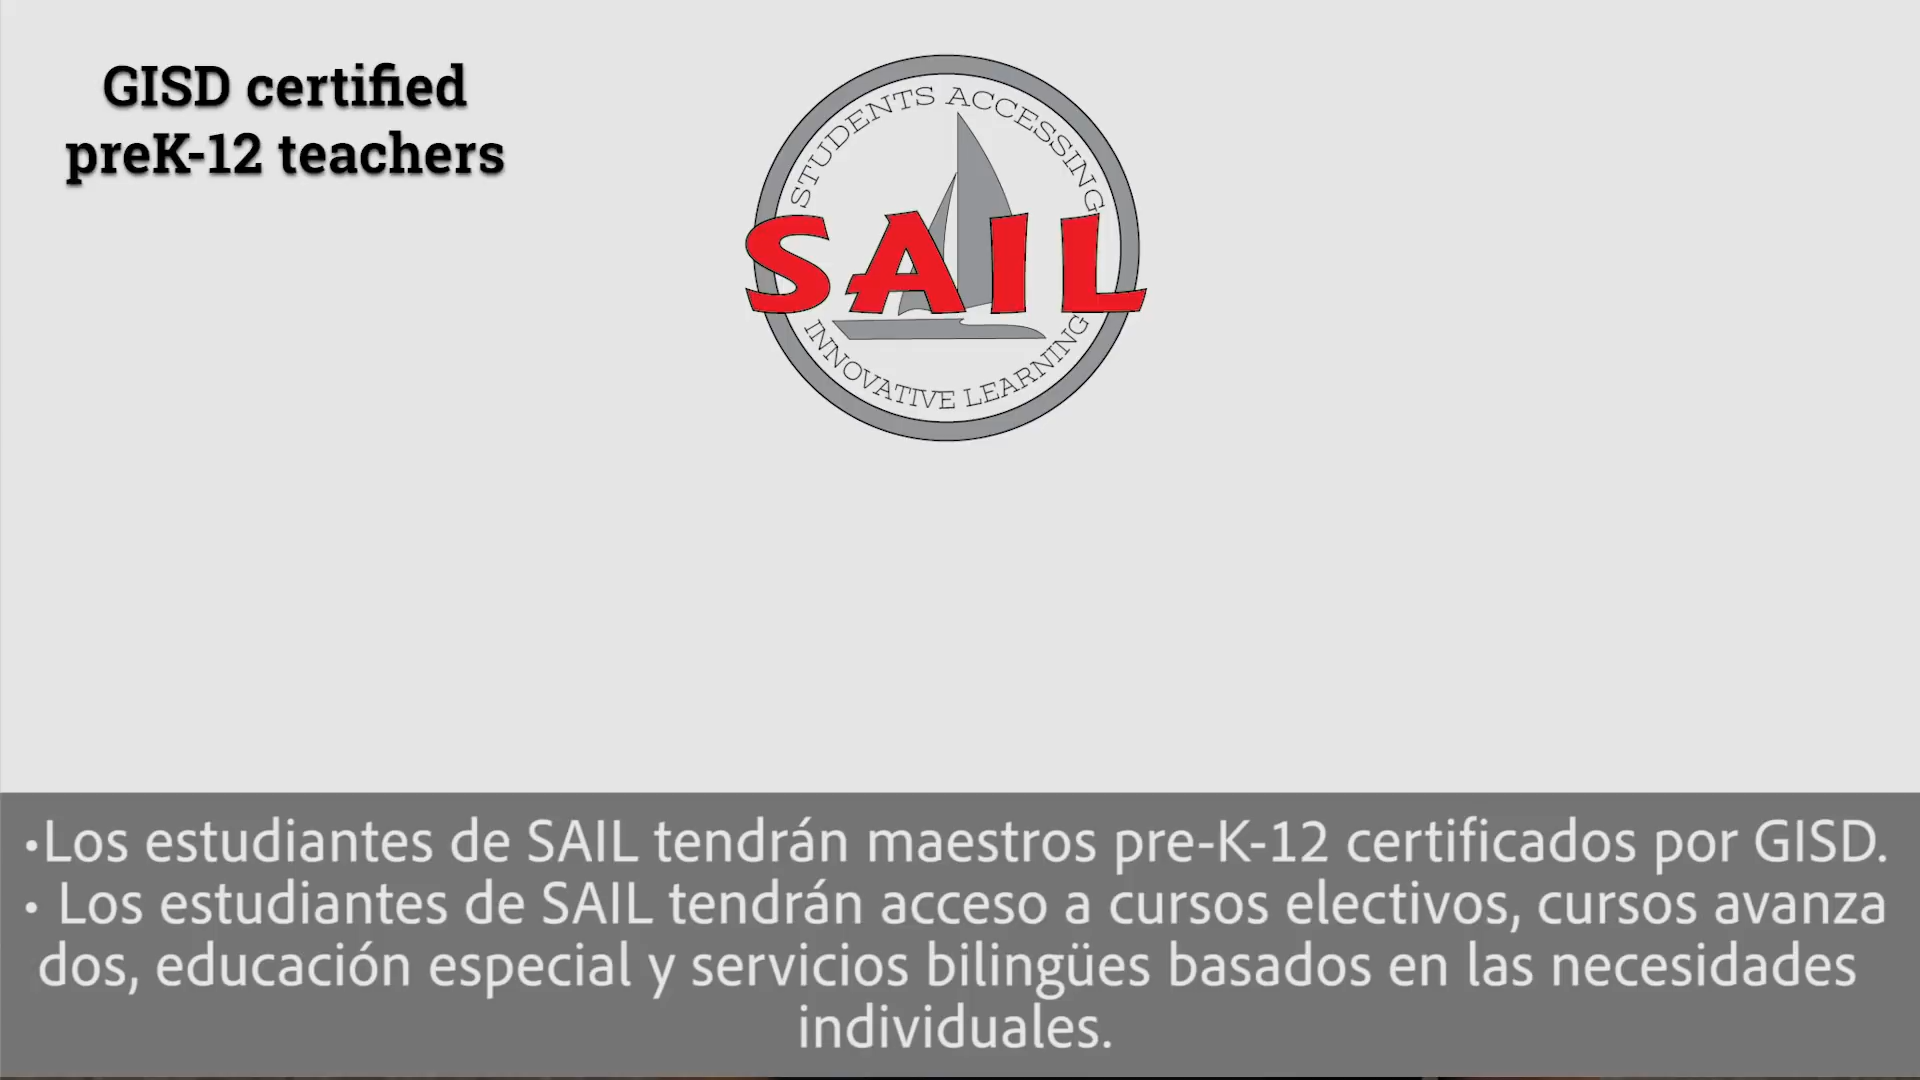 GISD certified
preK-12 teachers
STUDENTS ACCESSING
SAIL
INNOVATIVE LEARNING
•Los estudiantes de SAIL tendrán maestros pre-K-12 certificados por GISD.
• Los estudiantes de SAIL tendrán acceso a cursos electivos, cursos avanza
dos, educación especial y servicios bilingües basados en las necesidades
individuales.